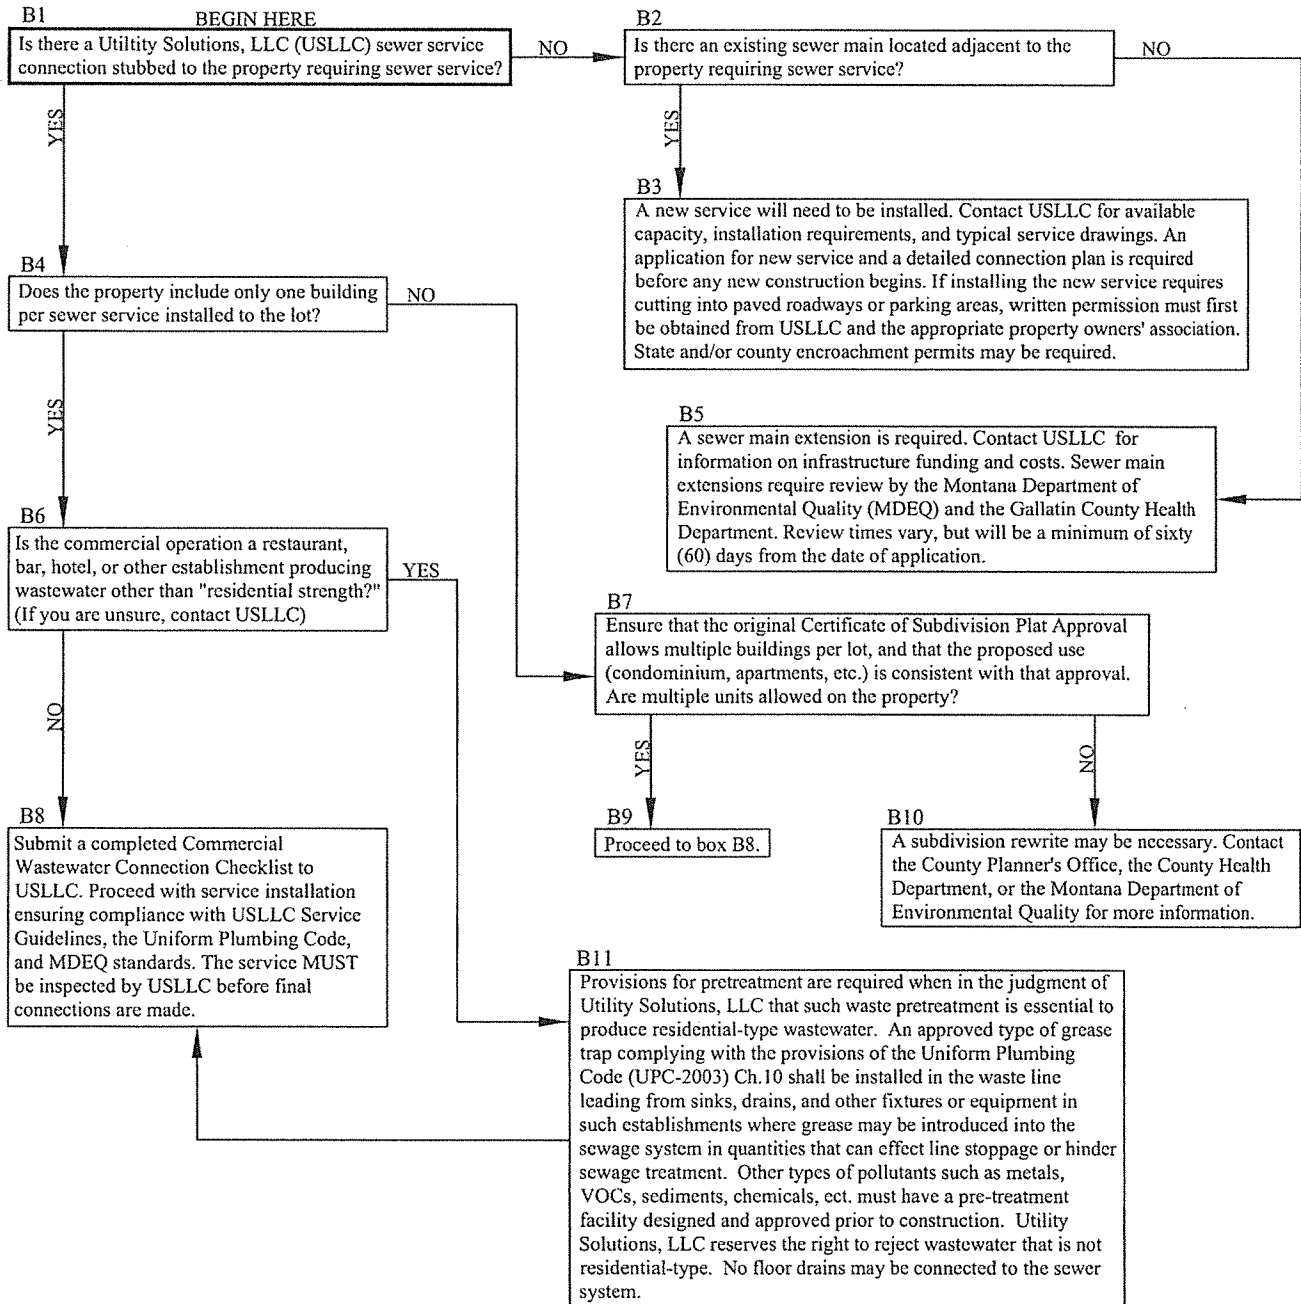 B1
BEGIN HERE
Is there a Utiltity Solutions, LLC (USLLC) sewer service
connection stubbed to the property requiring sewer service?
NO
B2
Is there an existing sewer main located adjacent to the
property requiring sewer service?
NO
YES
YES
B3
A new service will need to be installed. Contact USLLC for available
capacity, installation requirements, and typical service drawings. An
application for new service and a detailed connection plan is required
before any new construction begins. If installing the new service requires
cutting into paved roadways or parking areas, written permission must first
be obtained from USLLC and the appropriate property owners' association.
State and/or county encroachment permits may be required.
B4
Does the property include only one building
per sewer service installed to the lot?
NO
YES
B5
A sewer main extension is required. Contact USLLC for
information on infrastructure funding and costs. Sewer main
extensions require review by the Montana Department of
Environmental Quality (MDEQ) and the Gallatin County Health
Department. Review times vary, but will be a minimum of sixty
(60) days from the date of application.
B6
Is the commercial operation a restaurant,
bar, hotel, or other establishment producing
wastewater other than "residential strength?"
(If you are unsure, contact USLLC)
YES
NO
B7
Ensure that the original Certificate of Subdivision Plat Approval
allows multiple buildings per lot, and that the proposed use
(condominium, apartments, etc.) is consistent with that approval.
Are multiple units allowed on the property?
YES
NO
B8
Submit a completed Commercial
Wastewater Connection Checklist to
USLLC. Proceed with service installation
ensuring compliance with USLLC Service
Guidelines, the Uniform Plumbing Code,
and MDEQ standards. The service MUST
be inspected by USLLC before final
connections are made.
B9
Proceed to box B8.
B10
A subdivision rewrite may be necessary. Contact
the County Planner's Office, the County Health
Department, or the Montana Department of
Environmental Quality for more information.
B11
Provisions for pretreatment are required when in the judgment of
Utility Solutions, LLC that such waste pretreatment is essential to
produce residential-type wastewater. An approved type of grease
trap complying with the provisions of the Uniform Plumbing
Code (UPC-2003) Ch.10 shall be installed in the waste line
leading from sinks, drains, and other fixtures or equipment in
such establishments where grease may be introduced into the
sewage system in quantities that can effect line stoppage or hinder
sewage treatment. Other types of pollutants such as metals,
VOCs, sediments, chemicals, ect. must have a pre-treatment
facility designed and approved prior to construction. Utility
Solutions, LLC reserves the right to reject wastewater that is not
residential-type. No floor drains may be connected to the sewer
system.